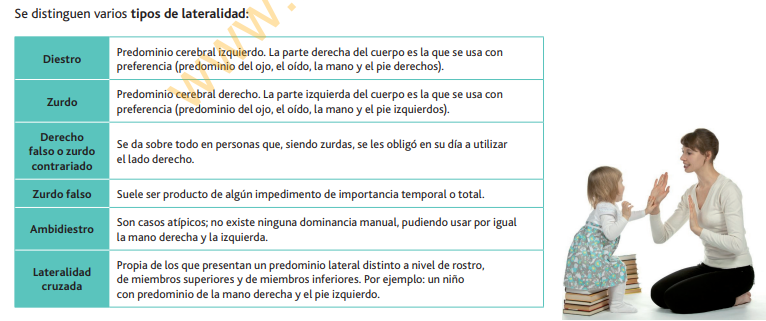 Se distinguen varios tipos de lateralidad:
Diestro
Predominio cerebral izquierdo. La parte derecha del cuerpo es la que se usa con
preferencia (predominio del ojo, el oído, la mano y el pie derechos).
Zurdo
Predominio cerebral derecho. La parte izquierda del cuerpo es la que se usa con
preferencia (predominio del ojo, el oído, la mano y el pie izquierdos).
Derecho
falso o zurdo
contrariado
Se da sobre todo en personas que, siendo zurdas, se les obligó en su día a utilizar
el lado derecho.
Zurdo falso
Suele ser producto de algún impedimento de importancia temporal o total.
Ambidiestro
Son casos atípicos; no existe ninguna dominancia manual, pudiendo usar por igual
la mano derecha y la izquierda.
Lateralidad
cruzada
Propia de los que presentan un predominio lateral distinto a nivel de rostro,
de miembros superiores y de miembros inferiores. Por ejemplo: un niño
con predominio de la mano derecha y el pie izquierdo.
www.